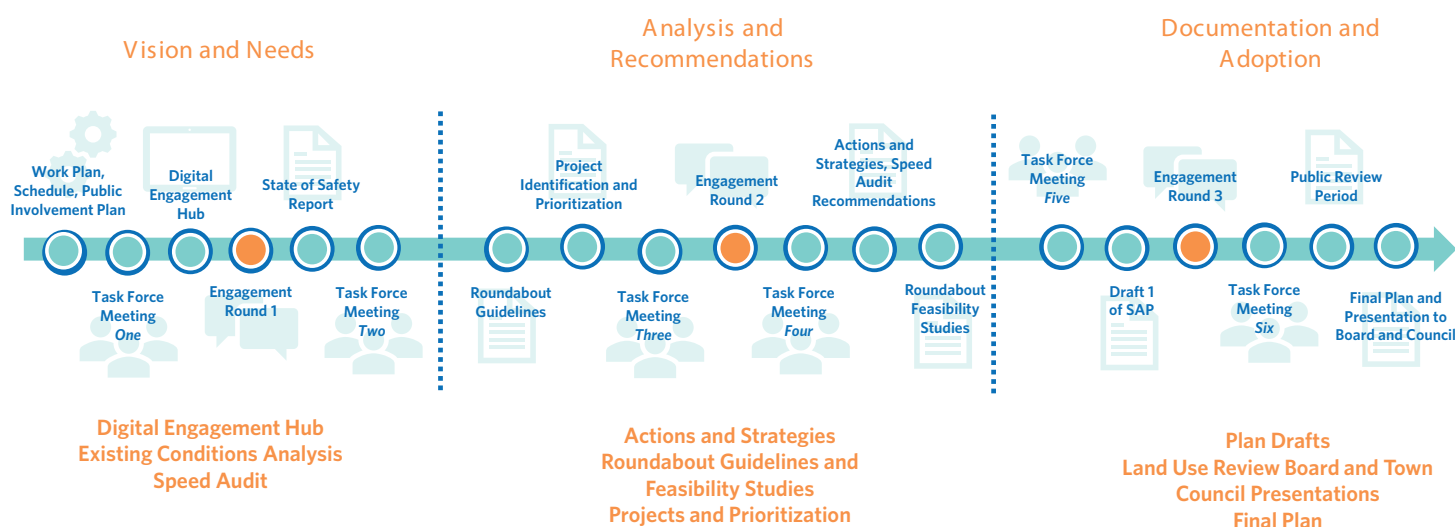 Vision and Needs
Analysis and
Recommendations
Documentation and
Adoption
Work Plan,
Schedule, Public
Involvement Plan
Digital
Engagement
Hub
State of Safety
Report
Project
Identification and
Prioritization
Engagement
Round 2
Actions and
Strategies, Speed
Audit
Recommendations
Task Force
Meeting
Five
Engagement
Round 3
Public Review
Period
Task Force
Meeting
One
Engagement
Round 1
Task Force
Meeting
Two
Roundabout
Guidelines
Task Force
Meeting
Three
Task Force
Meeting
Four
Roundabout
Feasibility
Studies
Draft 1
of SAP
Task Force
Meeting
Six
Final Plan and
Presentation to
Board and Council
Digital Engagement Hub
Existing Conditions Analysis
Speed Audit
Actions and Strategies
Roundabout Guidelines and
Feasibility Studies
Projects and Prioritization
Plan Drafts
Land Use Review Board and Town
Council Presentations
Final Plan